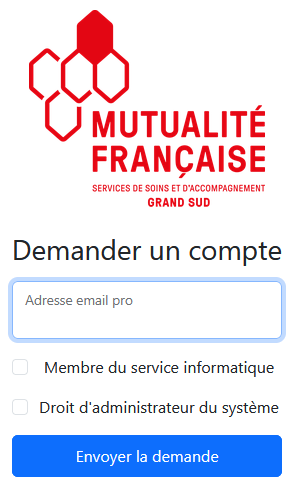 MUTUALITÉ
FRANÇAISE
SERVICES DE SOINS ET D'ACCOMPAGNEMENT
GRAND SUD
Demander un compte
Adresse email pro
Membre du service informatique
Droit d'administrateur du système
Envoyer la demande